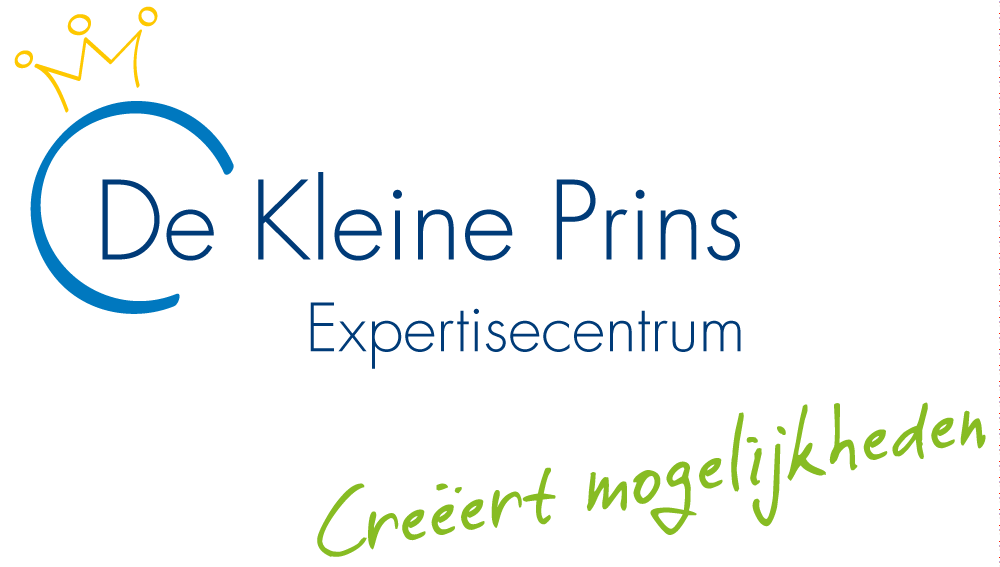 De Kleine Prins
Expertisecentrum
Creëert mogelijkheden